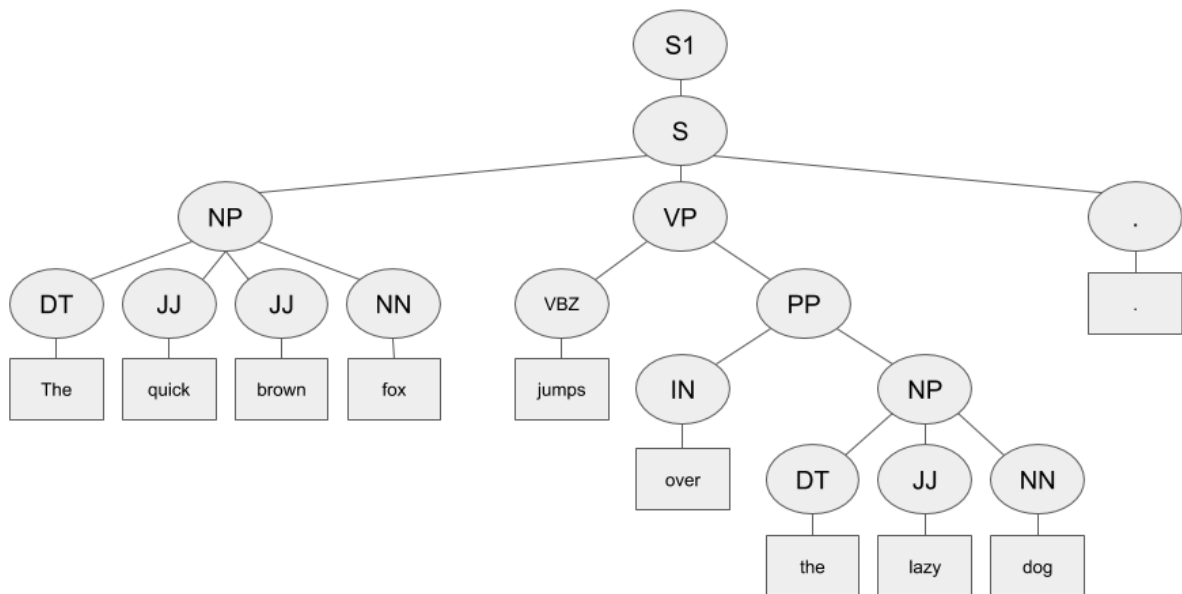 S1
S
NP VP .
DT JJ JJ NN VBZ PP .
The quick brown fox jumps IN NP
over DT JJ NN
the lazy dog